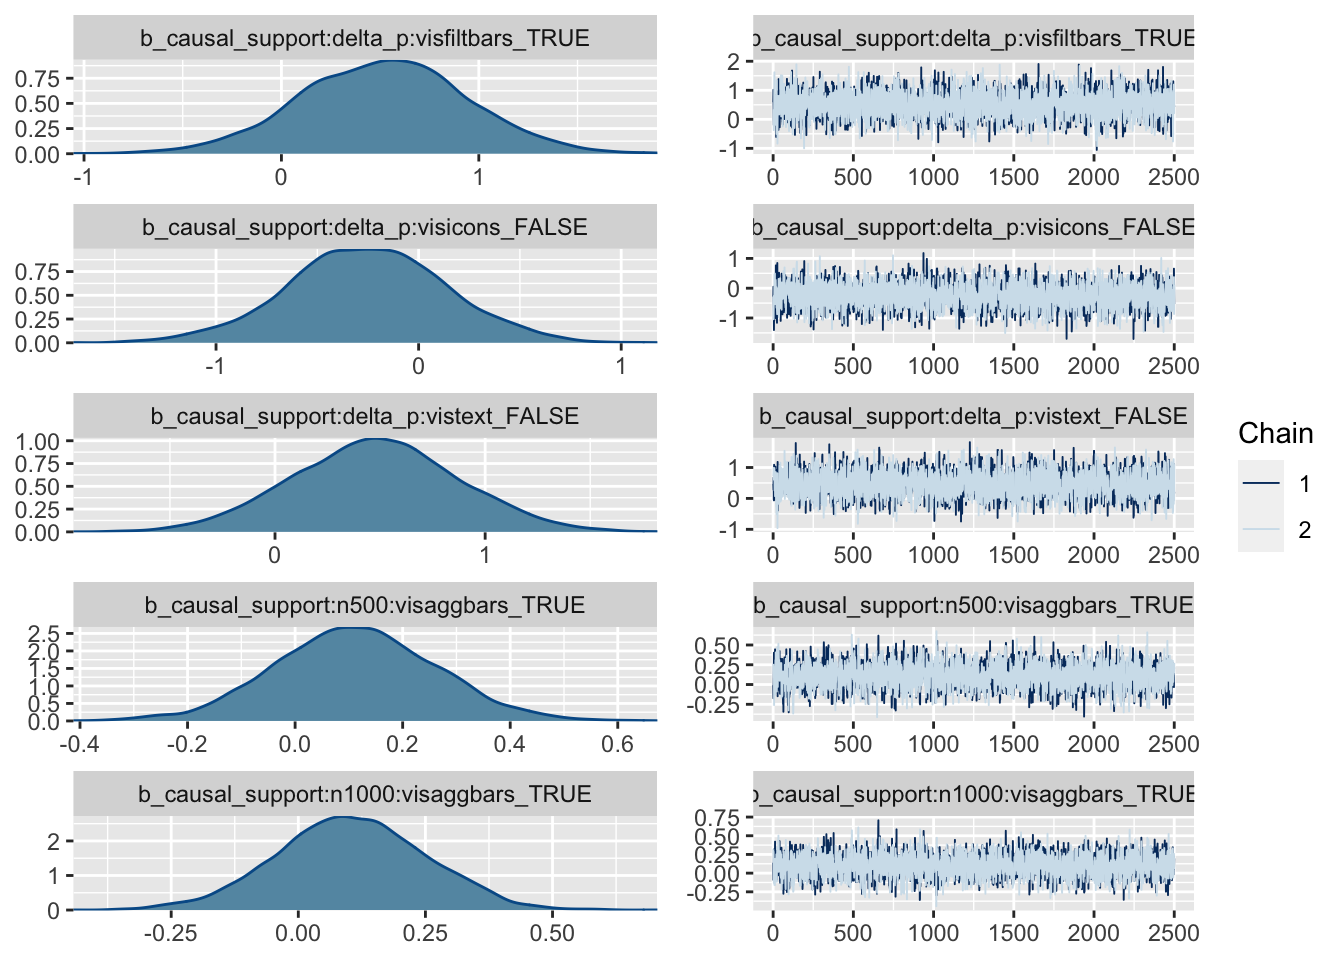 b_causal_support:delta_p:visfiltbars_TRUE
0.75
0.50
0.25
0.00
-1 0 1
b_causal_support:delta_p:visfiltbars_TRUE
2
1
0
-1
0 500 1000 1500 2000 2500
b_causal_support:delta_p:visicons_FALSE
0.75
0.50
0.25
0.00
-1 0 1
b_causal_support:delta_p:visicons_FALSE
1
0
-1
0 500 1000 1500 2000 2500
b_causal_support:delta_p:vistext_FALSE
1.00
0.75
0.50
0.25
0.00
0 1
b_causal_support:delta_p:vistext_FALSE
1
0
-1
0 500 1000 1500 2000 2500
b_causal_support:n500:visaggbars_TRUE
2.5
2.0
1.5
1.0
0.5
0.0
-0.4 -0.2 0.0 0.2 0.4 0.6
b_causal_support:n500:visaggbars_TRUE
0.50
0.25
0.00
-0.25
0 500 1000 1500 2000 2500
b_causal_support:n1000:visaggbars_TRUE
2
1
0
-0.25 0.00 0.25 0.50
b_causal_support:n1000:visaggbars_TRUE
0.75
0.50
0.25
0.00
-0.25
0 500 1000 1500 2000 2500
Chain
1
2